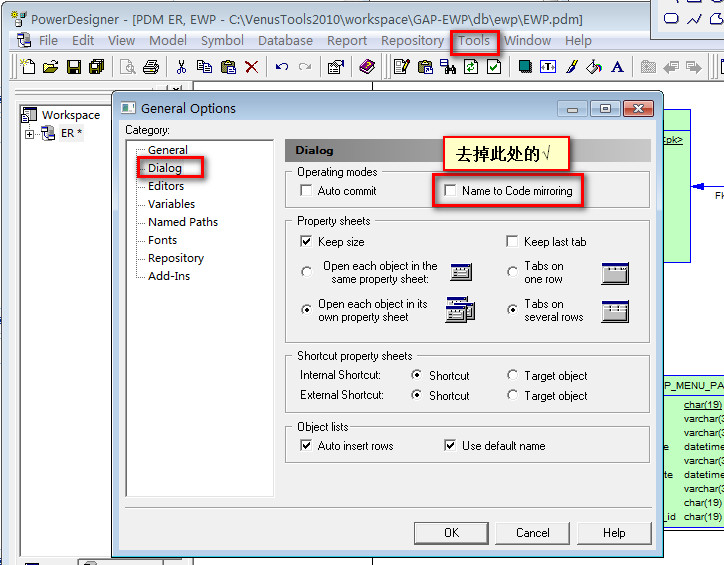 PowerDesigner - [PDM ER, EWP - C:\VenusTools2010\workspace\GAP-EWP\db\ewp\EWP.pdm]
File Edit View Model Symbol Database Report Repository Tools Window Help
Workspace
ER *
General Options
Category:
General
Dialog
Editors
Variables
Named Paths
Fonts
Repository
Add-Ins
Dialog
去掉此处的√
Operating modes
Auto commit
Name to Code mirroring
Property sheets
Keep size
Keep last tab
Open each object in the
same property sheet:
Tabs on
one row
Open each object in its
own property sheet
Tabs on
several rows
Shortcut property sheets
Internal Shortcut:
Shortcut
Target object
External Shortcut:
Shortcut
Target object
Object lists
Auto insert rows
Use default name
OK
Cancel
Help
<pk>
P_MENU_PA
char(19)
varchar(3
varchar(3
e datetim
varchar(3
te datetim
varchar(3
char(19)
_id char(19)